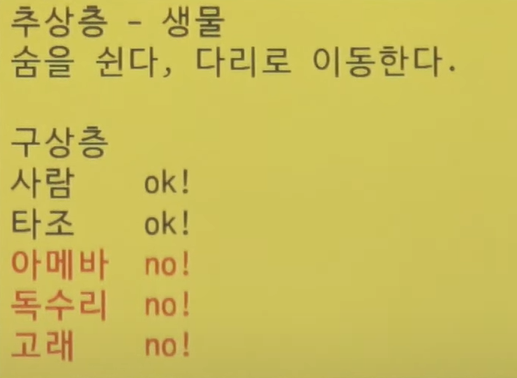 추상층 - 생물
숨을 쉰다, 다리로 이동한다.
구상층
사람 ok!
타조 ok!
아메바 no!
독수리 no!
고래 no!